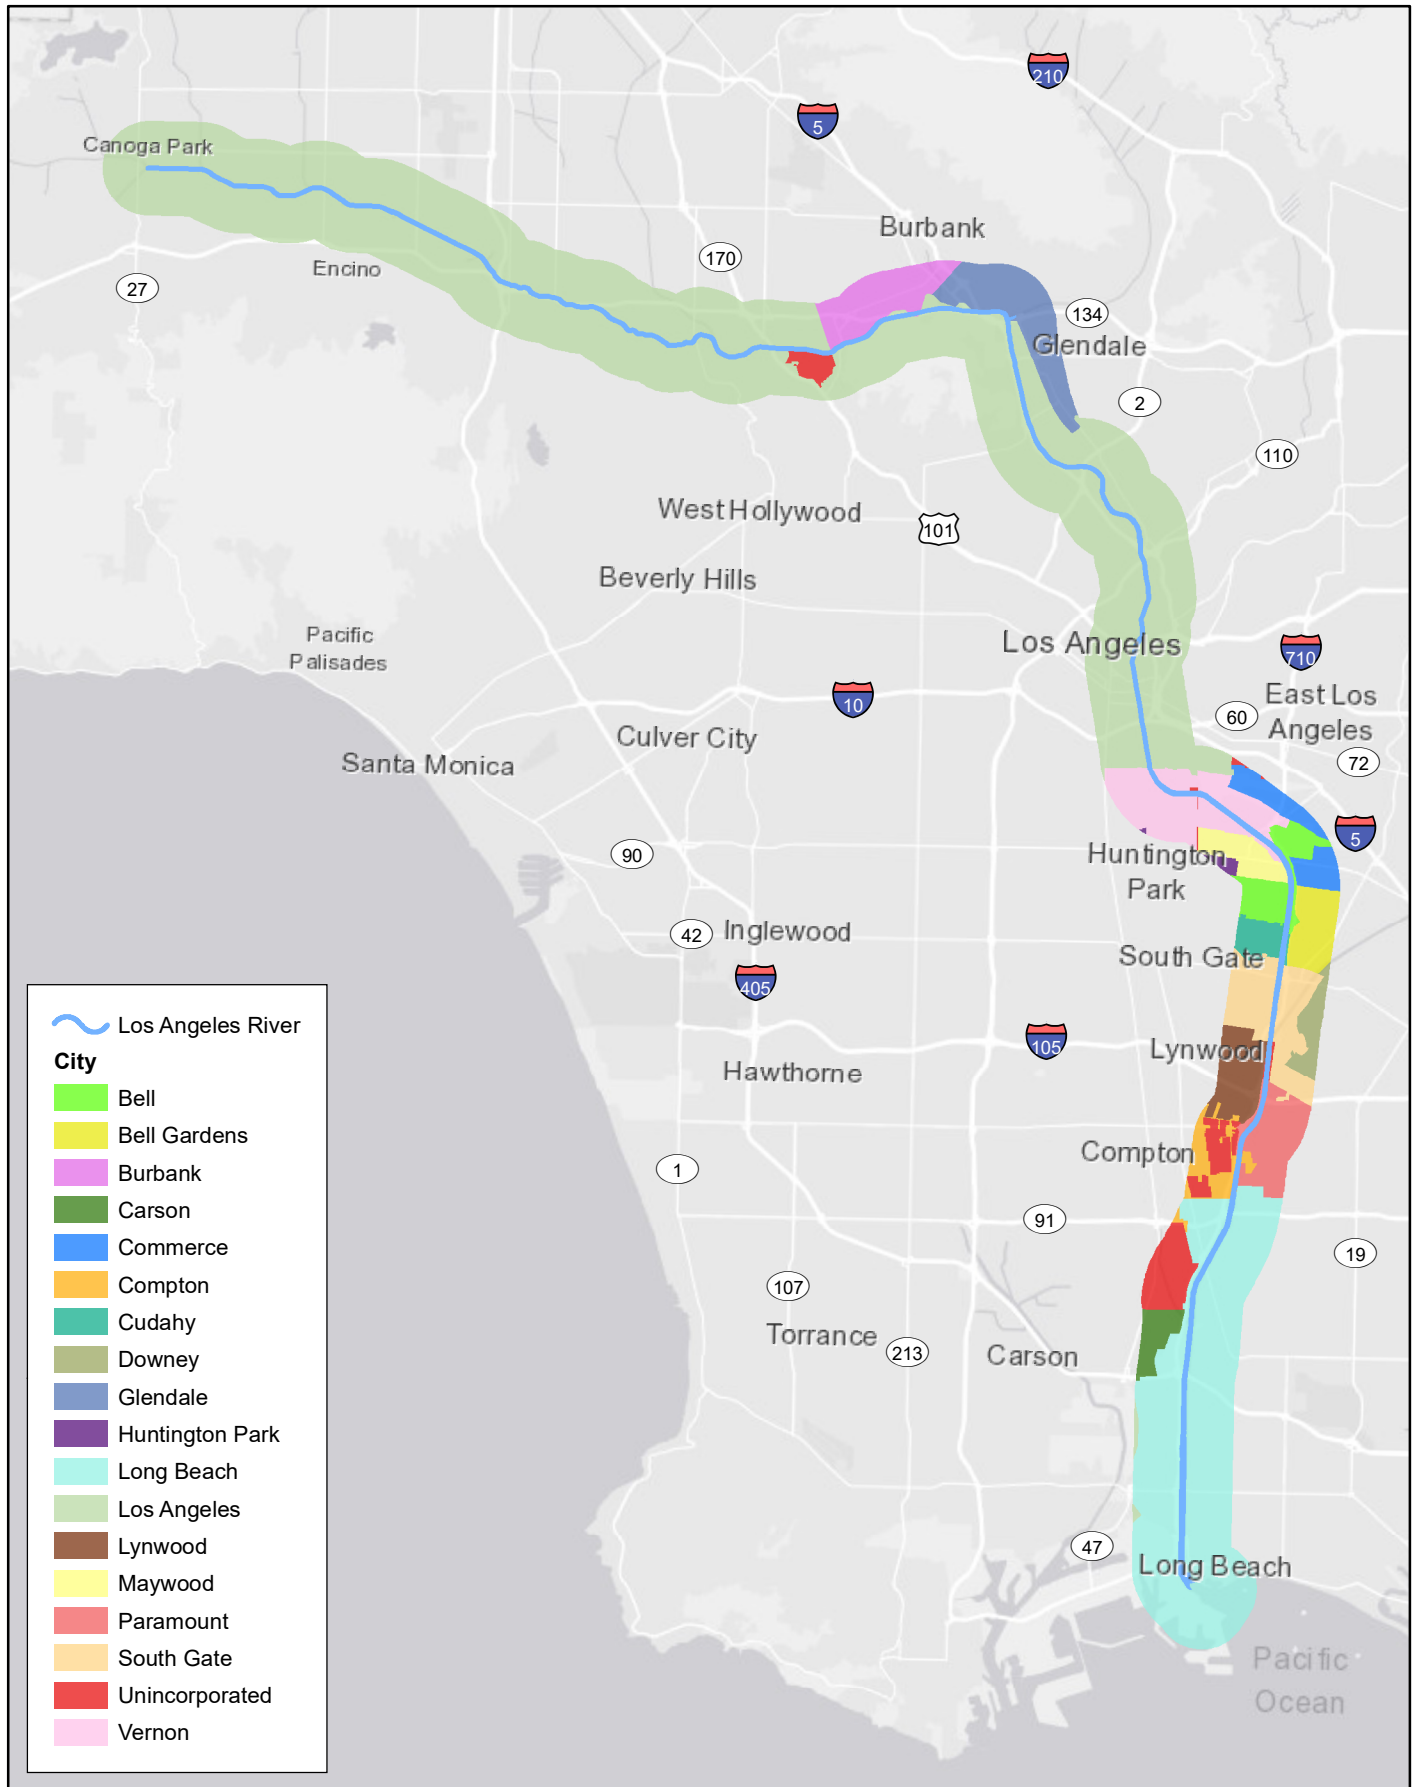 210
5
Canoga Park
Burbank
170
Encino
27
134
Glendale
2
110
West Hollywood
101
Beverly Hills
Pacific
Palisades
Los Angeles
710
East Los
Angeles
60
10
Culver City
72
Santa Monica
5
90
Huntington
Park
42
Inglewood
South Gate
405
105
Lynwood
Hawthorne
Compton
1
91
19
107
Torrance
213
Carson
47
Long Beach
Pacific
Ocean
Los Angeles River
City
Bell
Bell Gardens
Burbank
Carson
Commerce
Compton
Cudahy
Downey
Glendale
Huntington Park
Long Beach
Los Angeles
Lynwood
Maywood
Paramount
South Gate
Unincorporated
Vernon